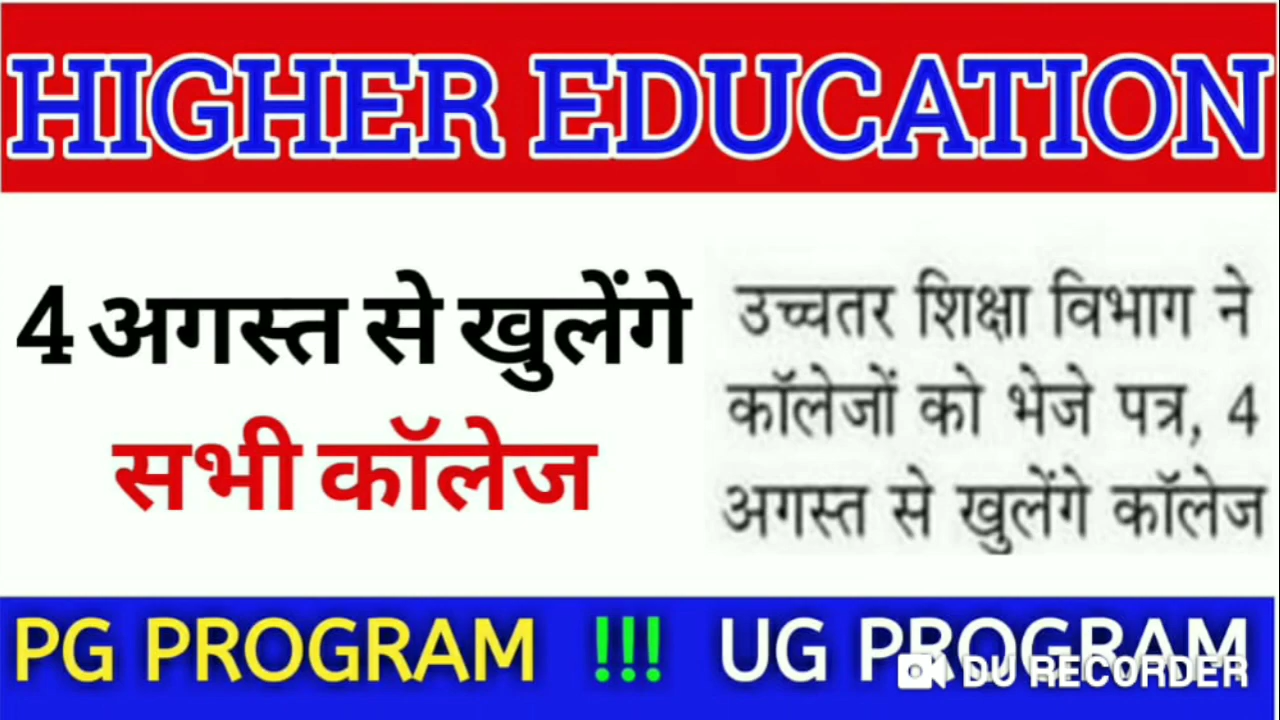 HIGHER EDUCATION
4 अगस्त से खुलेंगे
सभी कॉलेज
उच्चतर शिक्षा विभाग ने
कॉलेजों को भेजे पत्र, 4
अगस्त से खुलेंगे कॉलेज
PG PROGRAM !!! UG PROGRAM
DU RECORDER